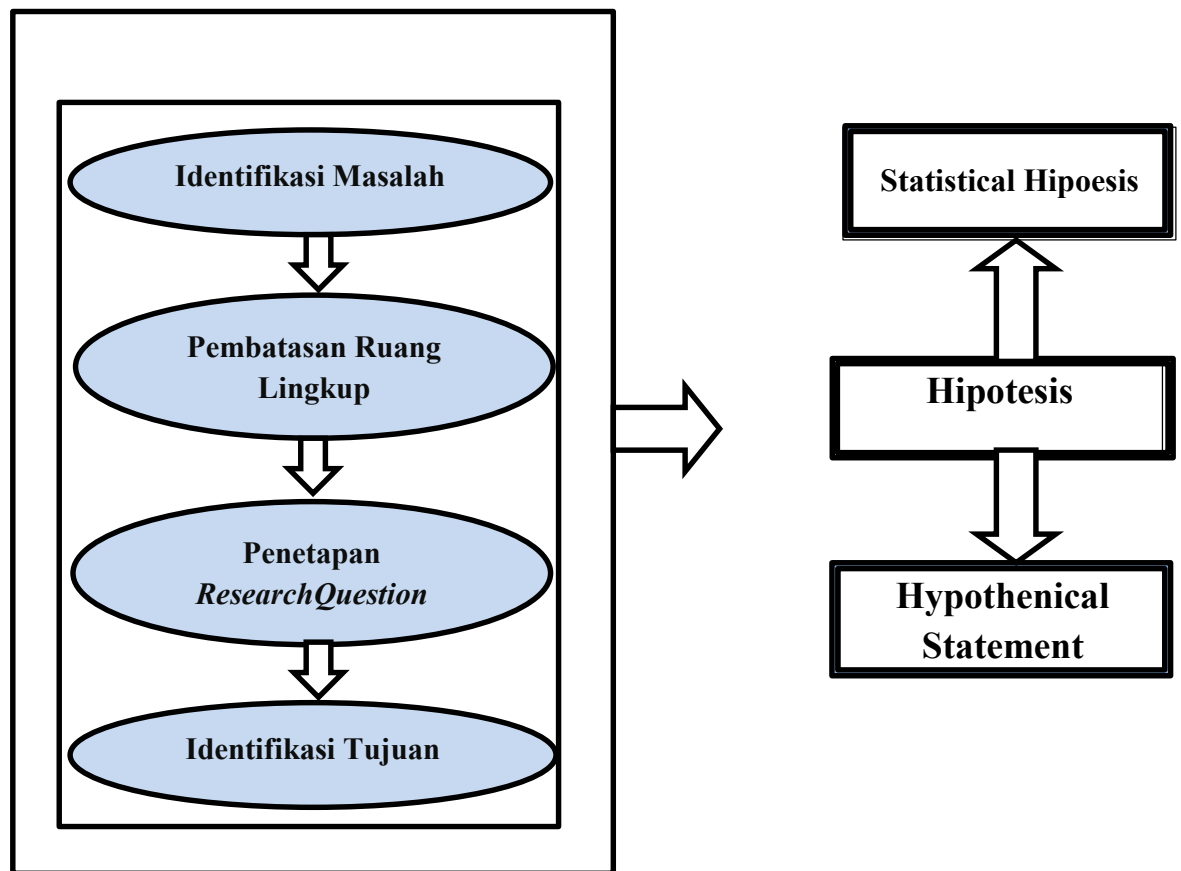 Identifikasi Masalah
Pembatasan Ruang
Lingkup
Penetapan
ResearchQuestion
Identifikasi Tujuan
Statistical Hipoesis
Hipotesis
Hypothenical
Statement